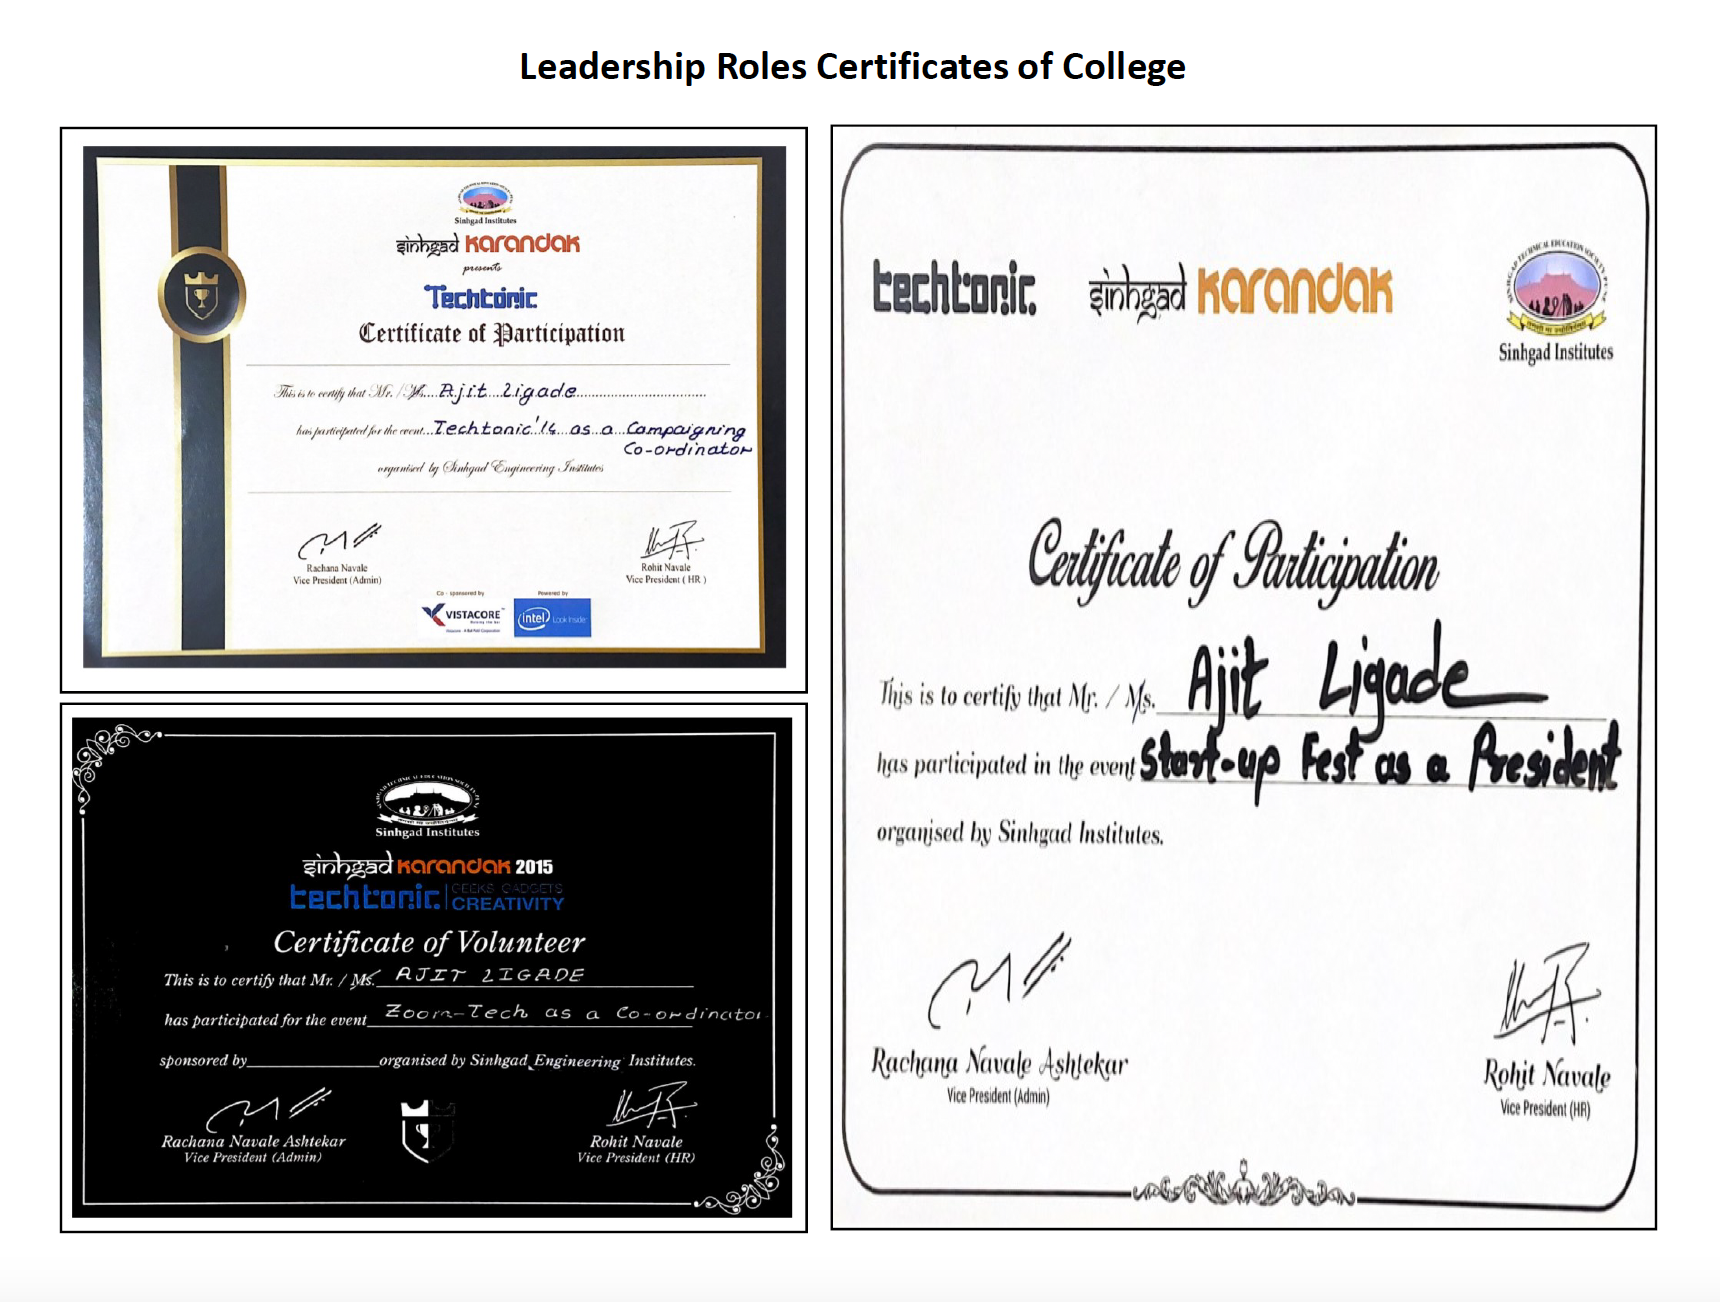 Leadership Roles Certificates of College
Sinhgad Institutes
sinhgad karandak
presents
Techtonic
Certificate of Participation
This is to certify that Mr. / Ms. Ajit Ligade
has participated for the event Techtonic'14 as a Campaigning
Co-ordinator
organised by Sinhgad Engineering Institutes
Rachana Navale
Vice President (Admin)
Rohit Navale
Vice President ( HR )
Co - sponsored by
VISTACORE
Powered by
intel Look Inside
Sinhgad Institutes
sinhgad karandak 2015
techtonic. GEEKS GADGETS
CREATIVITY
Certificate of Volunteer
This is to certify that Mr. / Ms. AJIT LIGADE
has participated for the event Zoom-Tech as a Co-ordinator
sponsored by organised by Sinhgad Engineering Institutes.
Rachana Navale Ashtekar
Vice President (Admin)
Rohit Navale
Vice President (HR)
techtonic. sinhgad karandak
SINHGAD TECHNICAL EDUCATION SOCIETY PUNE
Sinhgad Institutes
Certificate of Participation
This is to certify that Mr. / Ms. Ajit Ligade
has participated in the event Start-up Fest as a President
organised by Sinhgad Institutes.
Rachana Navale Ashtekar
Vice President (Admin)
Rohit Navale
Vice President (HR)